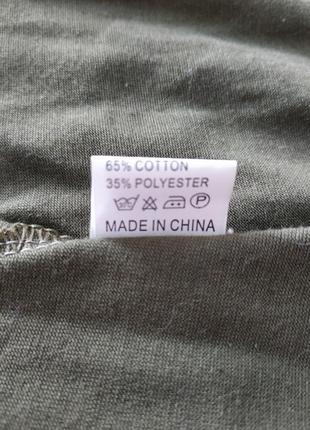 65% COTTON
35% POLYESTER
P
MADE IN CHINA